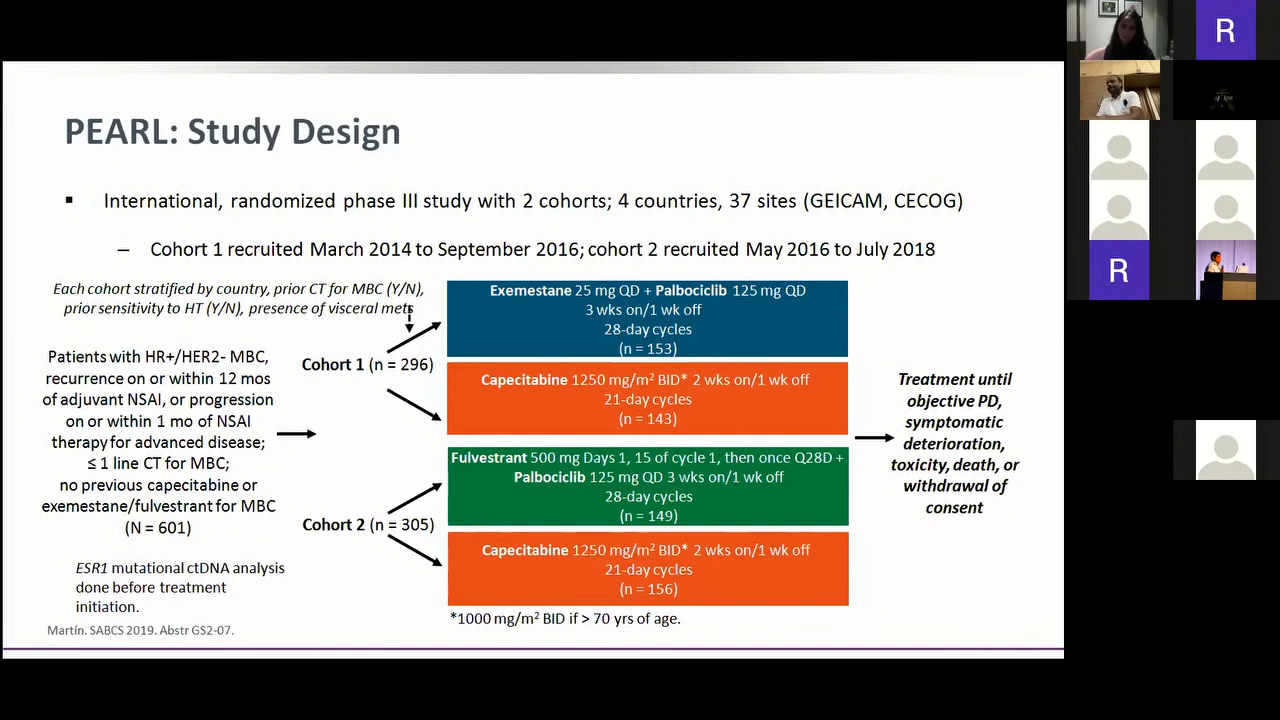 PEARL: Study Design
▪ International, randomized phase III study with 2 cohorts; 4 countries, 37 sites (GEICAM, CECOG)
– Cohort 1 recruited March 2014 to September 2016; cohort 2 recruited May 2016 to July 2018
Each cohort stratified by country, prior CT for MBC (Y/N),
prior sensitivity to HT (Y/N), presence of visceral mets
Patients with HR+/HER2- MBC,
recurrence on or within 12 mos
of adjuvant NSAI, or progression
on or within 1 mo of NSAI
therapy for advanced disease;
≤ 1 line CT for MBC;
no previous capecitabine or
exemestane/fulvestrant for MBC
(N = 601)
ESR1 mutational ctDNA analysis
done before treatment
initiation.
Cohort 1 (n = 296)
Cohort 2 (n = 305)
Exemestane 25 mg QD + Palbociclib 125 mg QD
3 wks on/1 wk off
28-day cycles
(n = 153)
Capecitabine 1250 mg/m² BID* 2 wks on/1 wk off
21-day cycles
(n = 143)
Fulvestrant 500 mg Days 1, 15 of cycle 1, then once Q28D +
Palbociclib 125 mg QD 3 wks on/1 wk off
28-day cycles
(n = 149)
Capecitabine 1250 mg/m² BID* 2 wks on/1 wk off
21-day cycles
(n = 156)
*1000 mg/m² BID if > 70 yrs of age.
Treatment until
objective PD,
symptomatic
deterioration,
toxicity, death, or
withdrawal of
consent
Martín. SABCS 2019. Abstr GS2-07.
R
R